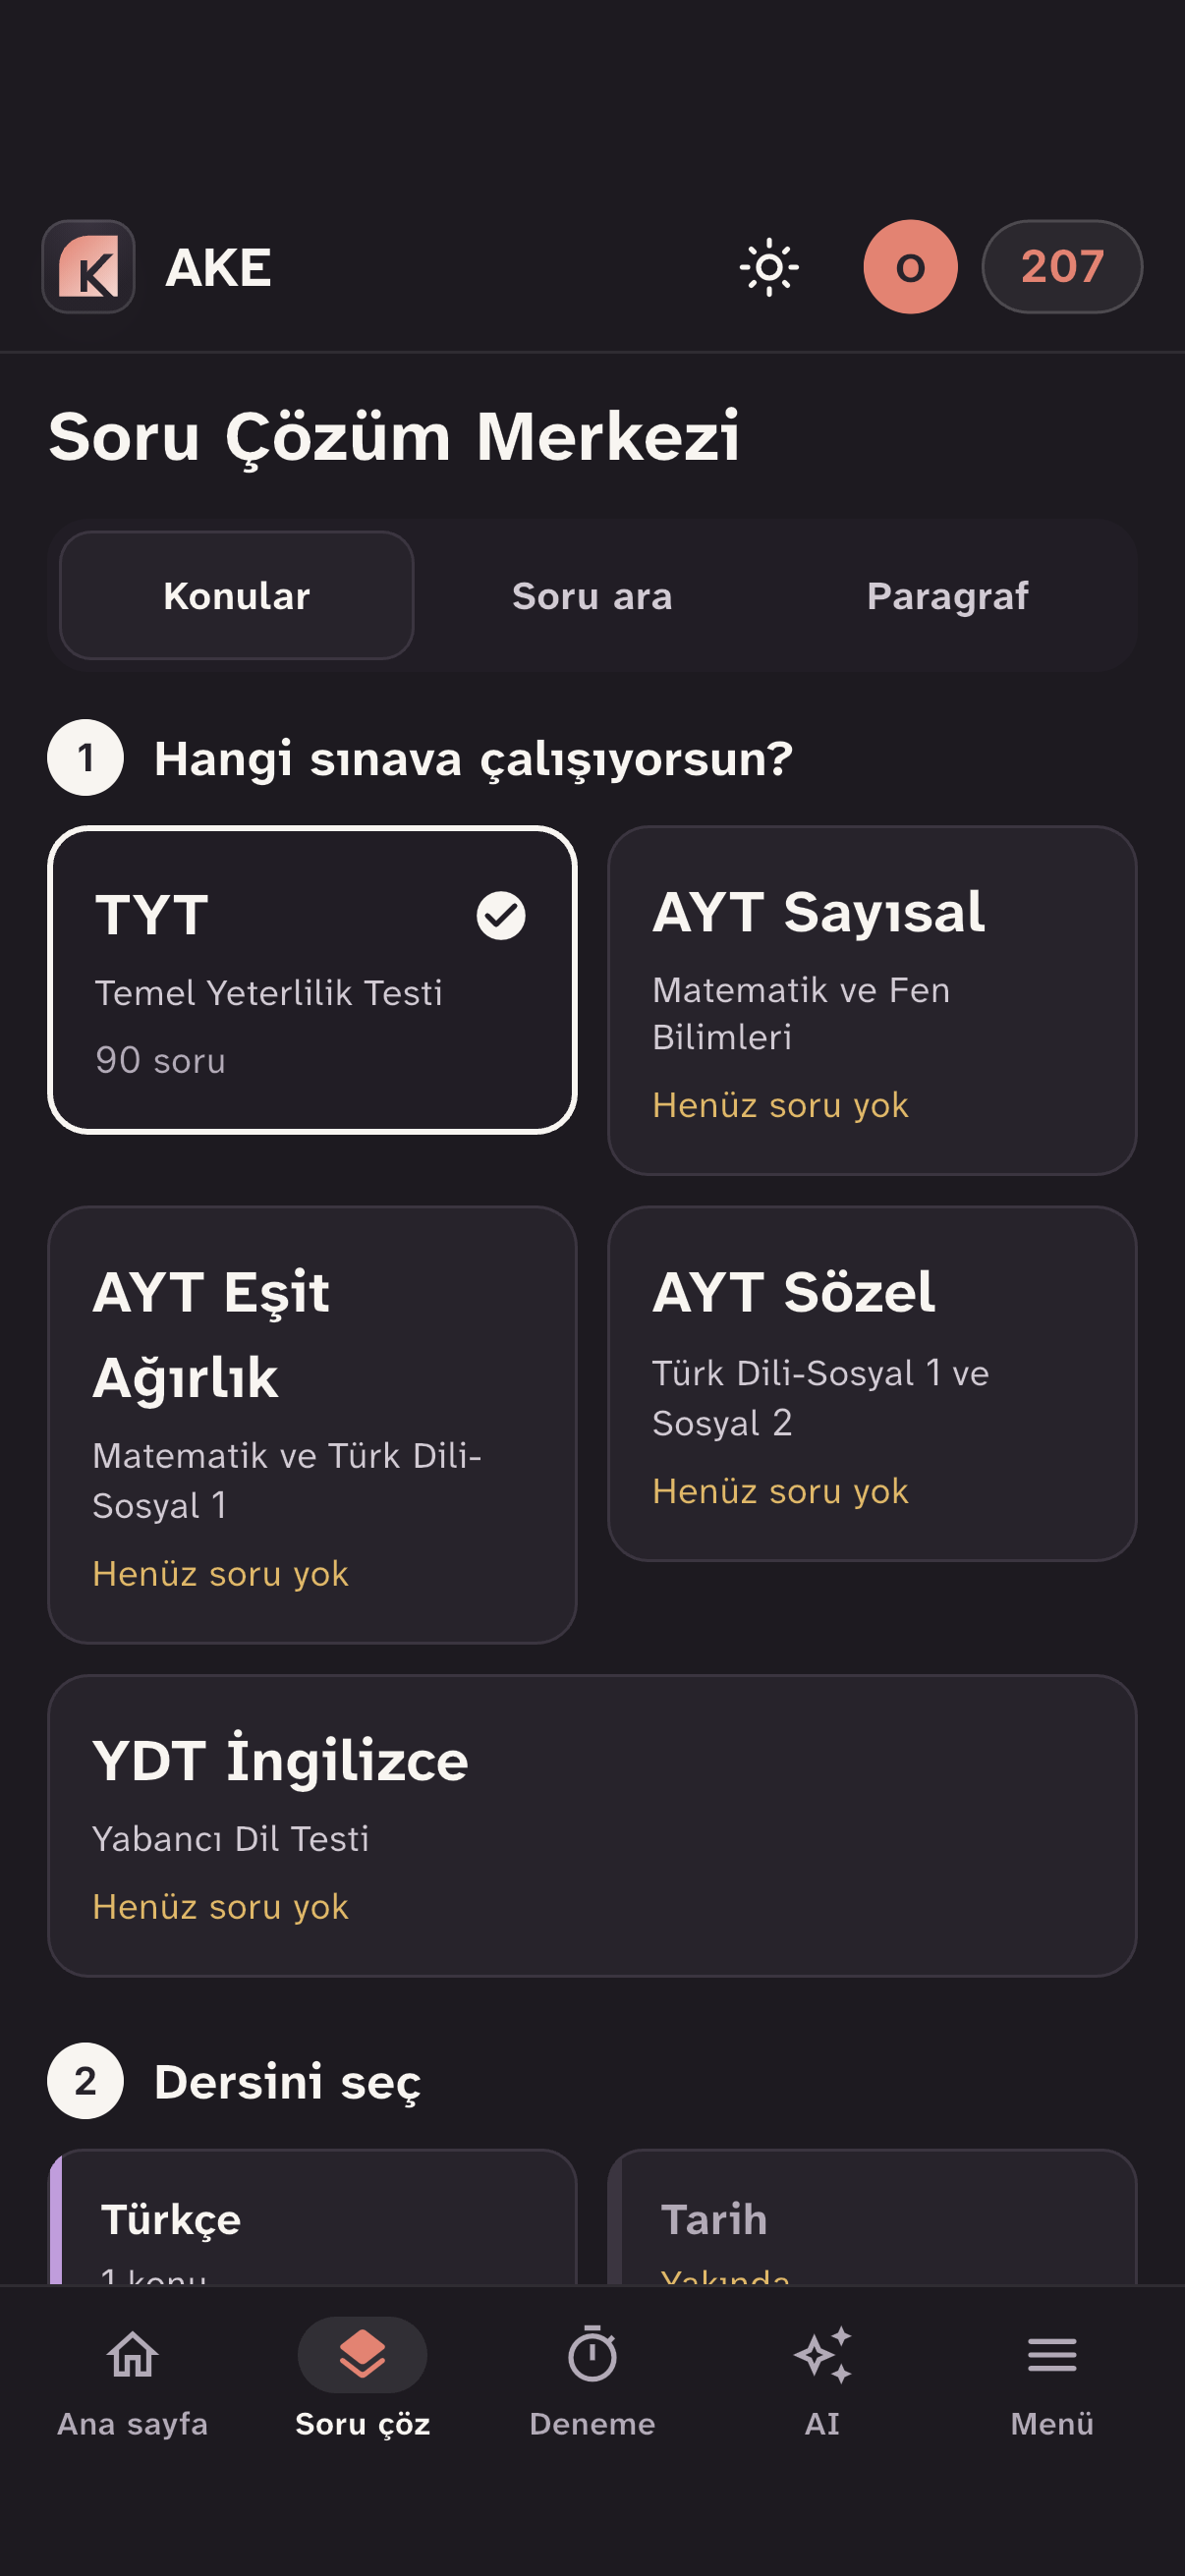 K
AKE
O
207
Soru Çözüm Merkezi
Konular
Soru ara
Paragraf
1
Hangi sınava çalışıyorsun?
TYT
Temel Yeterlilik Testi
90 soru
AYT Sayısal
Matematik ve Fen
Bilimleri
Henüz soru yok
AYT Eşit
Ağırlık
Matematik ve Türk Dili-
Sosyal 1
Henüz soru yok
AYT Sözel
Türk Dili-Sosyal 1 ve
Sosyal 2
Henüz soru yok
YDT İngilizce
Yabancı Dil Testi
Henüz soru yok
2
Dersini seç
Türkçe
1 konu
Tarih
Yakında
Ana sayfa
Soru çöz
Deneme
AI
Menü